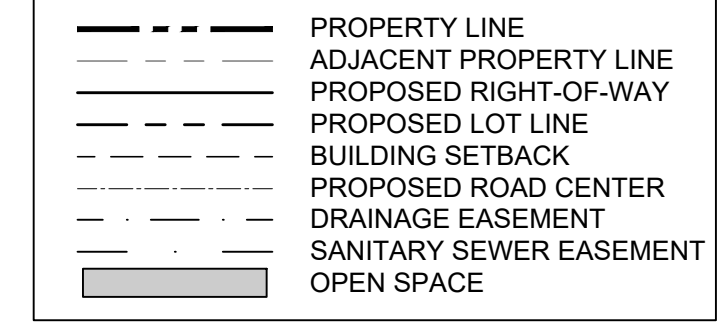 PROPERTY LINE
ADJACENT PROPERTY LINE
PROPOSED RIGHT-OF-WAY
PROPOSED LOT LINE
BUILDING SETBACK
PROPOSED ROAD CENTER
DRAINAGE EASEMENT
SANITARY SEWER EASEMENT
OPEN SPACE